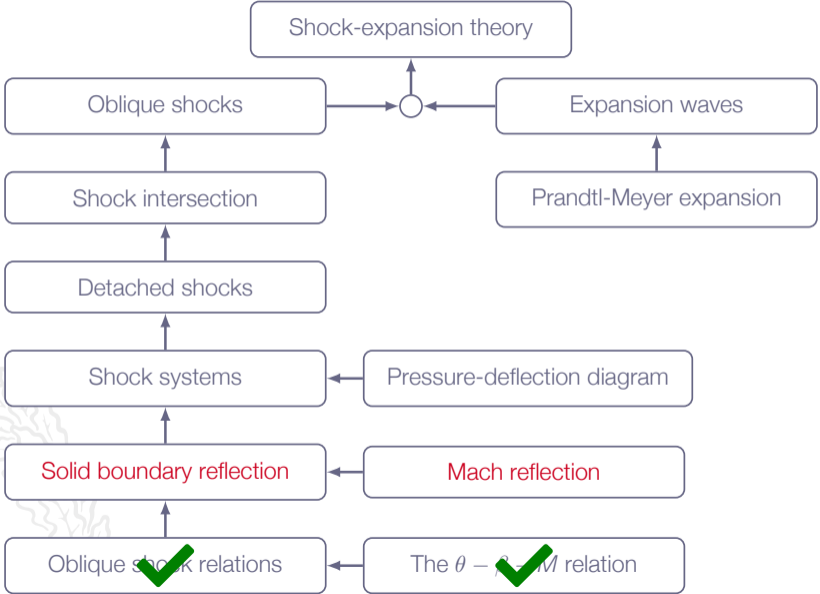 Shock-expansion theory
Oblique shocks
Expansion waves
Shock intersection
Prandtl-Meyer expansion
Detached shocks
Shock systems
Pressure-deflection diagram
Solid boundary reflection
Mach reflection
Oblique shock relations
The θ − β − M relation